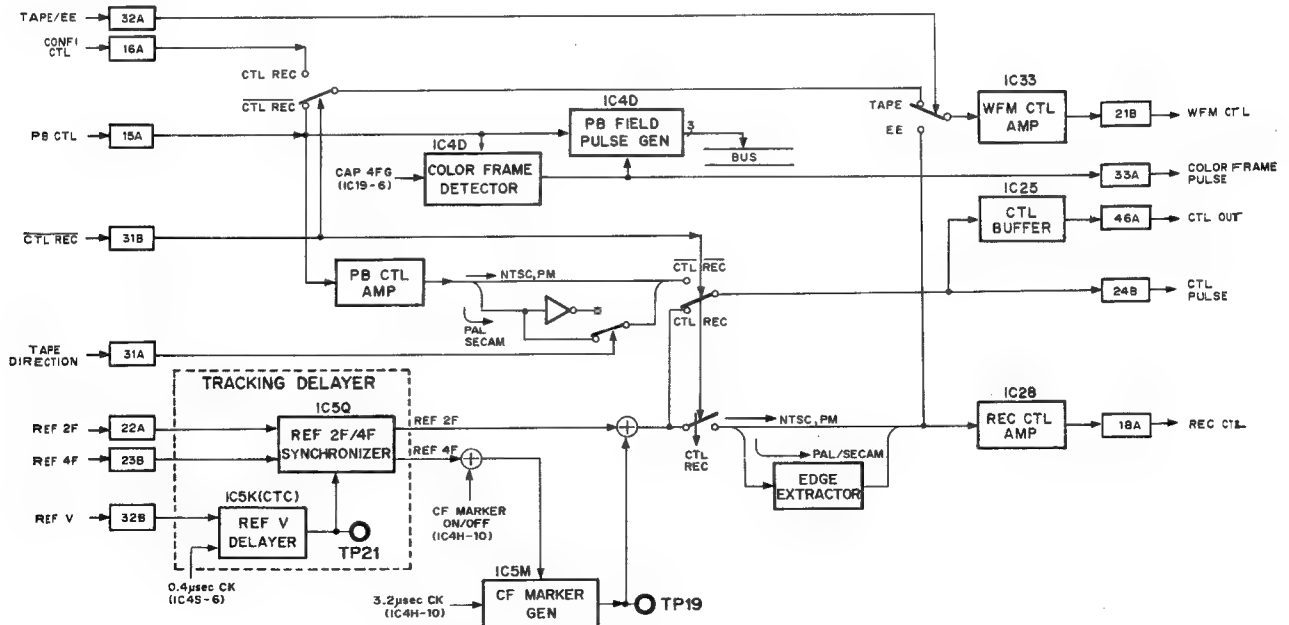 TAPE/EE 32A
CONFI CTL 16A
CTL REC
CTL REC
PB CTL 15A
IC4D
PB FIELD PULSE GEN
3
BUS
IC4D
COLOR FRAME DETECTOR
CAP 4FG (IC19-6)
TAPE
EE
IC33
WFM CTL AMP
21B WFM CTL
33A COLOR FRAME PULSE
IC25
CTL BUFFER
46A CTL OUT
CTL REC 31B
PB CTL AMP
NTSC, PM
PAL SECAM
CTL REC
CTL REC
24B CTL PULSE
TAPE DIRECTION 31A
TRACKING DELAYER
IC5Q
REF 2F 22A
REF 2F/4F SYNCHRONIZER
REF 2F
REF 4F 23B
REF 4F
CF MARKER ON/OFF (IC4H-10)
REF V 32B
IC5K(CTC)
REF V DELAYER
TP21
0.4µsec CK (IC4S-6)
CTL REC
NTSC, PM
PAL/SECAM
EDGE EXTRACTOR
IC28
REC CTL AMP
18A REC CTL
IC5M
3.2µsec CK (IC4H-10)
CF MARKER GEN
TP19